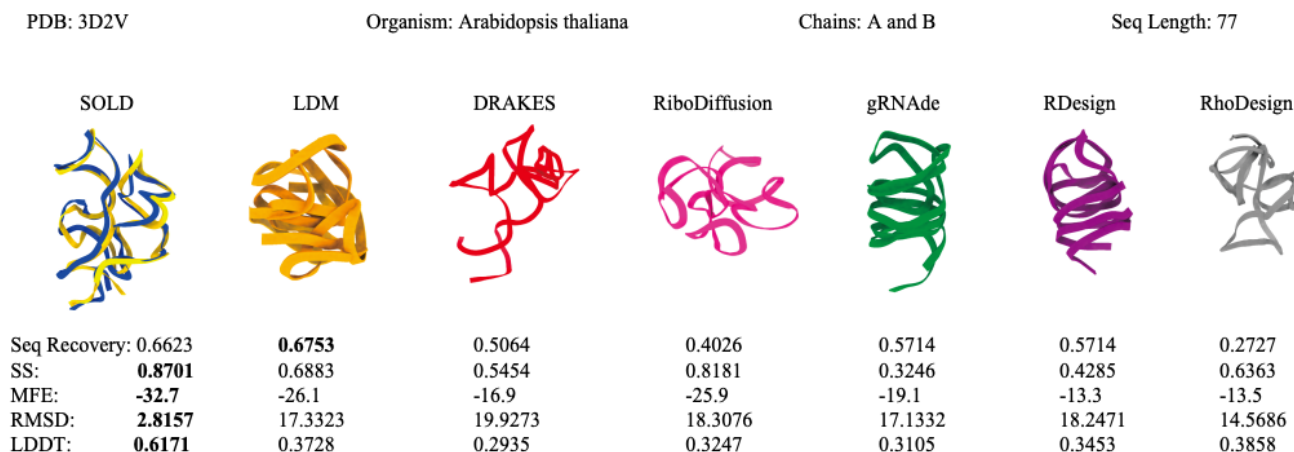 PDB: 3D2V Organism: Arabidopsis thaliana Chains: A and B Seq Length: 77
SOLD LDM DRAKES RiboDiffusion gRNAde RDesign RhoDesign
Seq Recovery: 0.6623 0.6753 0.5064 0.4026 0.5714 0.5714 0.2727
SS: 0.8701 0.6883 0.5454 0.8181 0.3246 0.4285 0.6363
MFE: -32.7 -26.1 -16.9 -25.9 -19.1 -13.3 -13.5
RMSD: 2.8157 17.3323 19.9273 18.3076 17.1332 18.2471 14.5686
LDDT: 0.6171 0.3728 0.2935 0.3247 0.3105 0.3453 0.3858